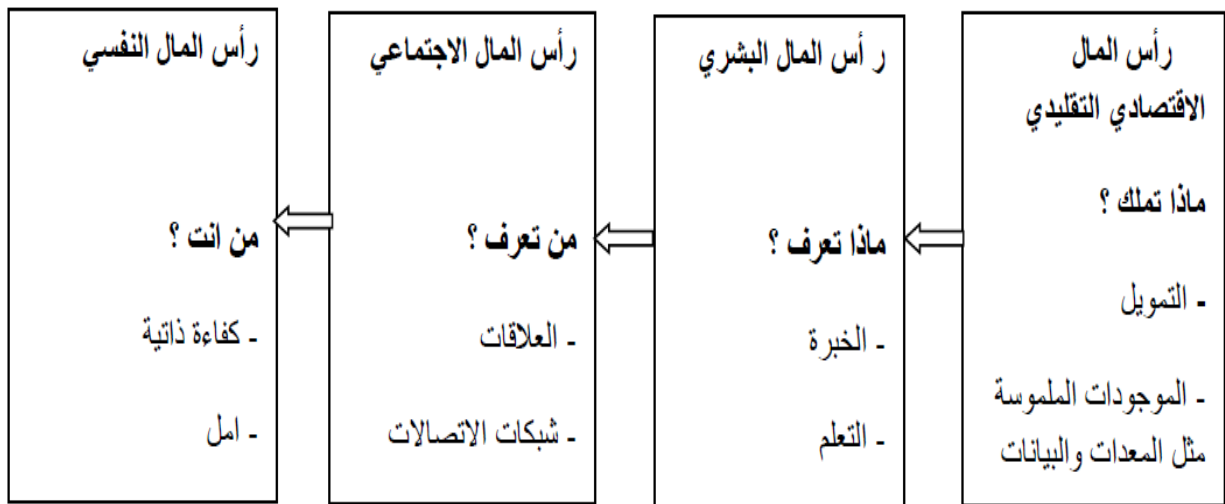 رأس المال
الاقتصادي التقليدي
ماذا تملك ؟
- التمويل
- الموجودات الملموسة
مثل المعدات والبيانات
ر أس المال البشري
ماذا تعرف ؟
- الخبرة
- التعلم
رأس المال الاجتماعي
من تعرف ؟
- العلاقات
- شبكات الاتصالات
رأس المال النفسي
من انت ؟
- كفاءة ذاتية
- امل